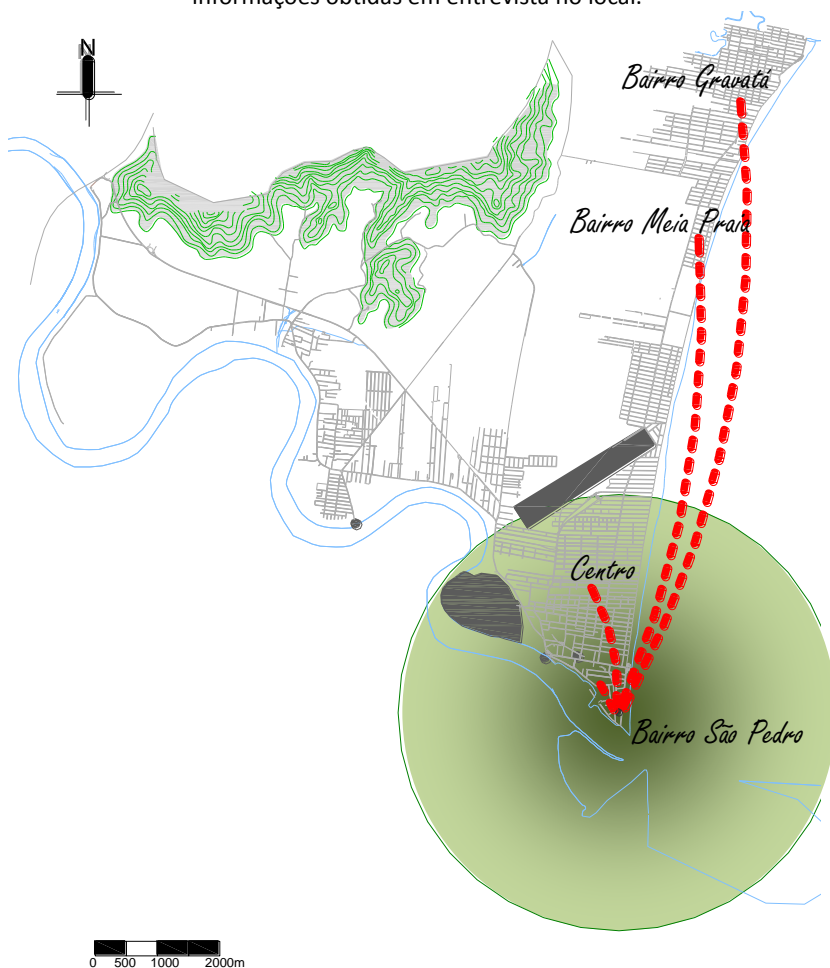 informações obtidas em entrevista no local.
N
Bairro Gravatá
Bairro Meia Praia
Centro
Bairro São Pedro
0 500 1000 2000m